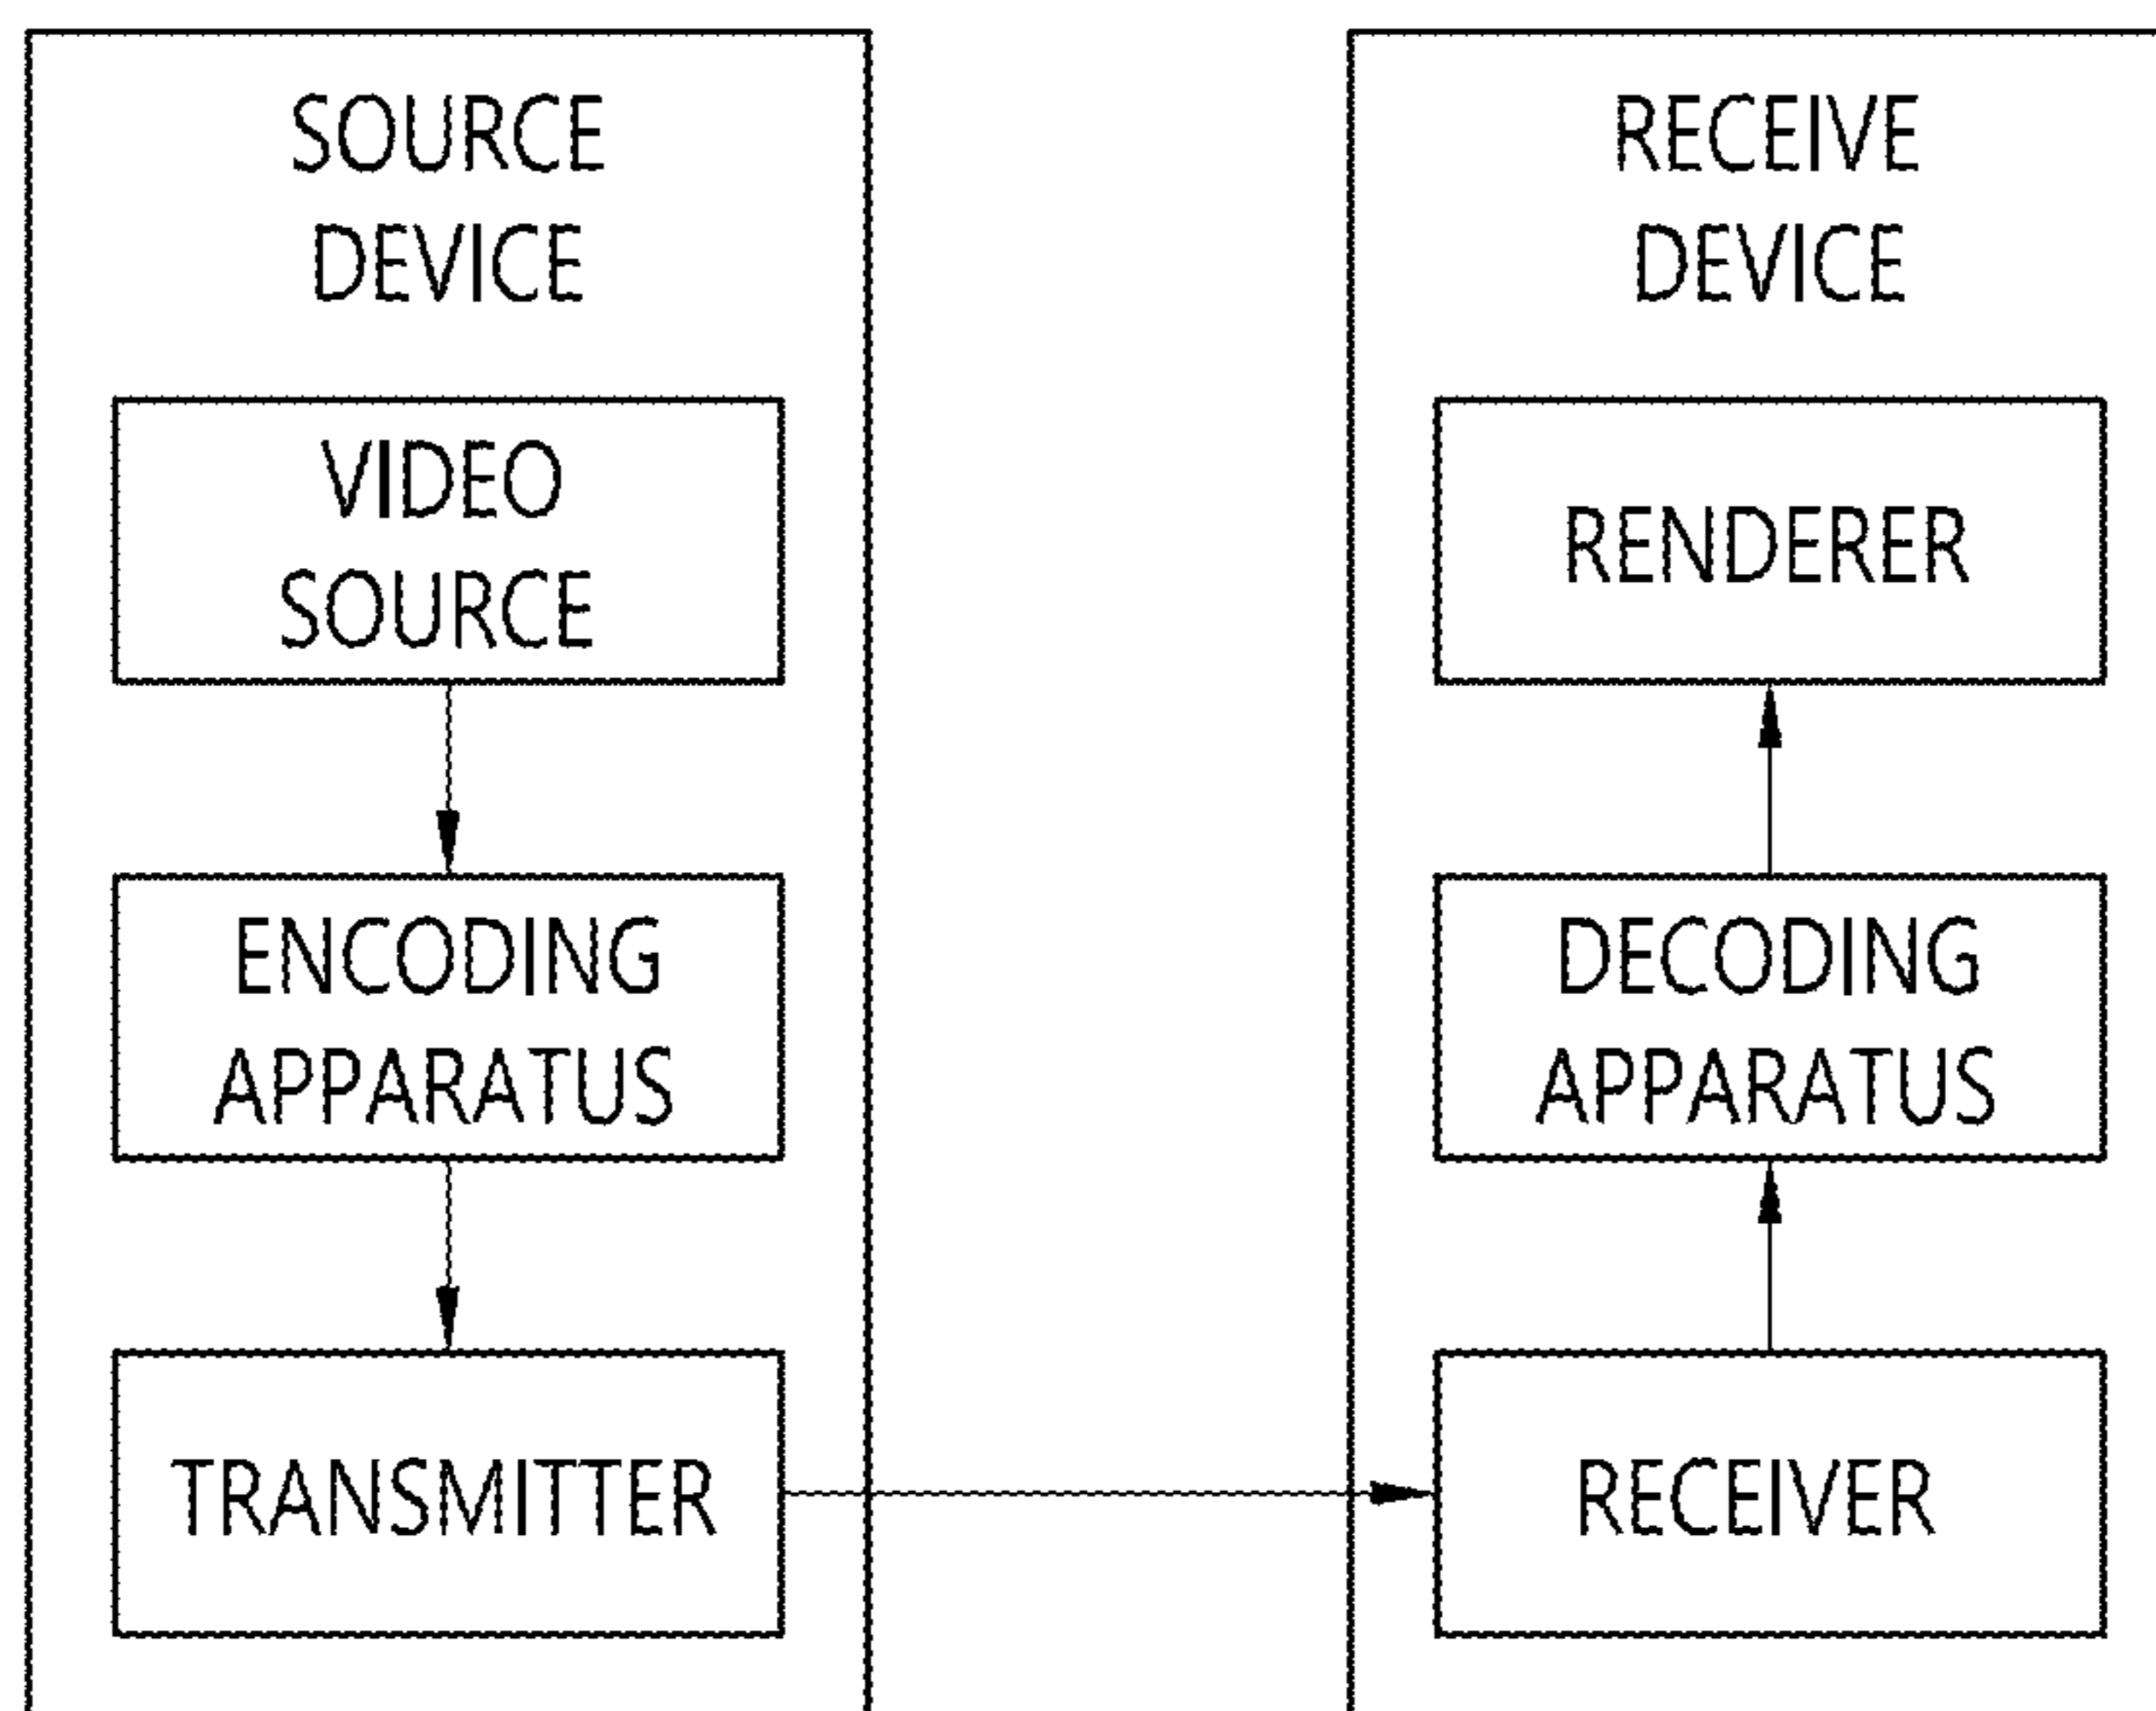 SOURCE
DEVICE
VIDEO
SOURCE
ENCODING
APPARATUS
TRANSMITTER
RECEIVE
DEVICE
RENDERER
DECODING
APPARATUS
RECEIVER